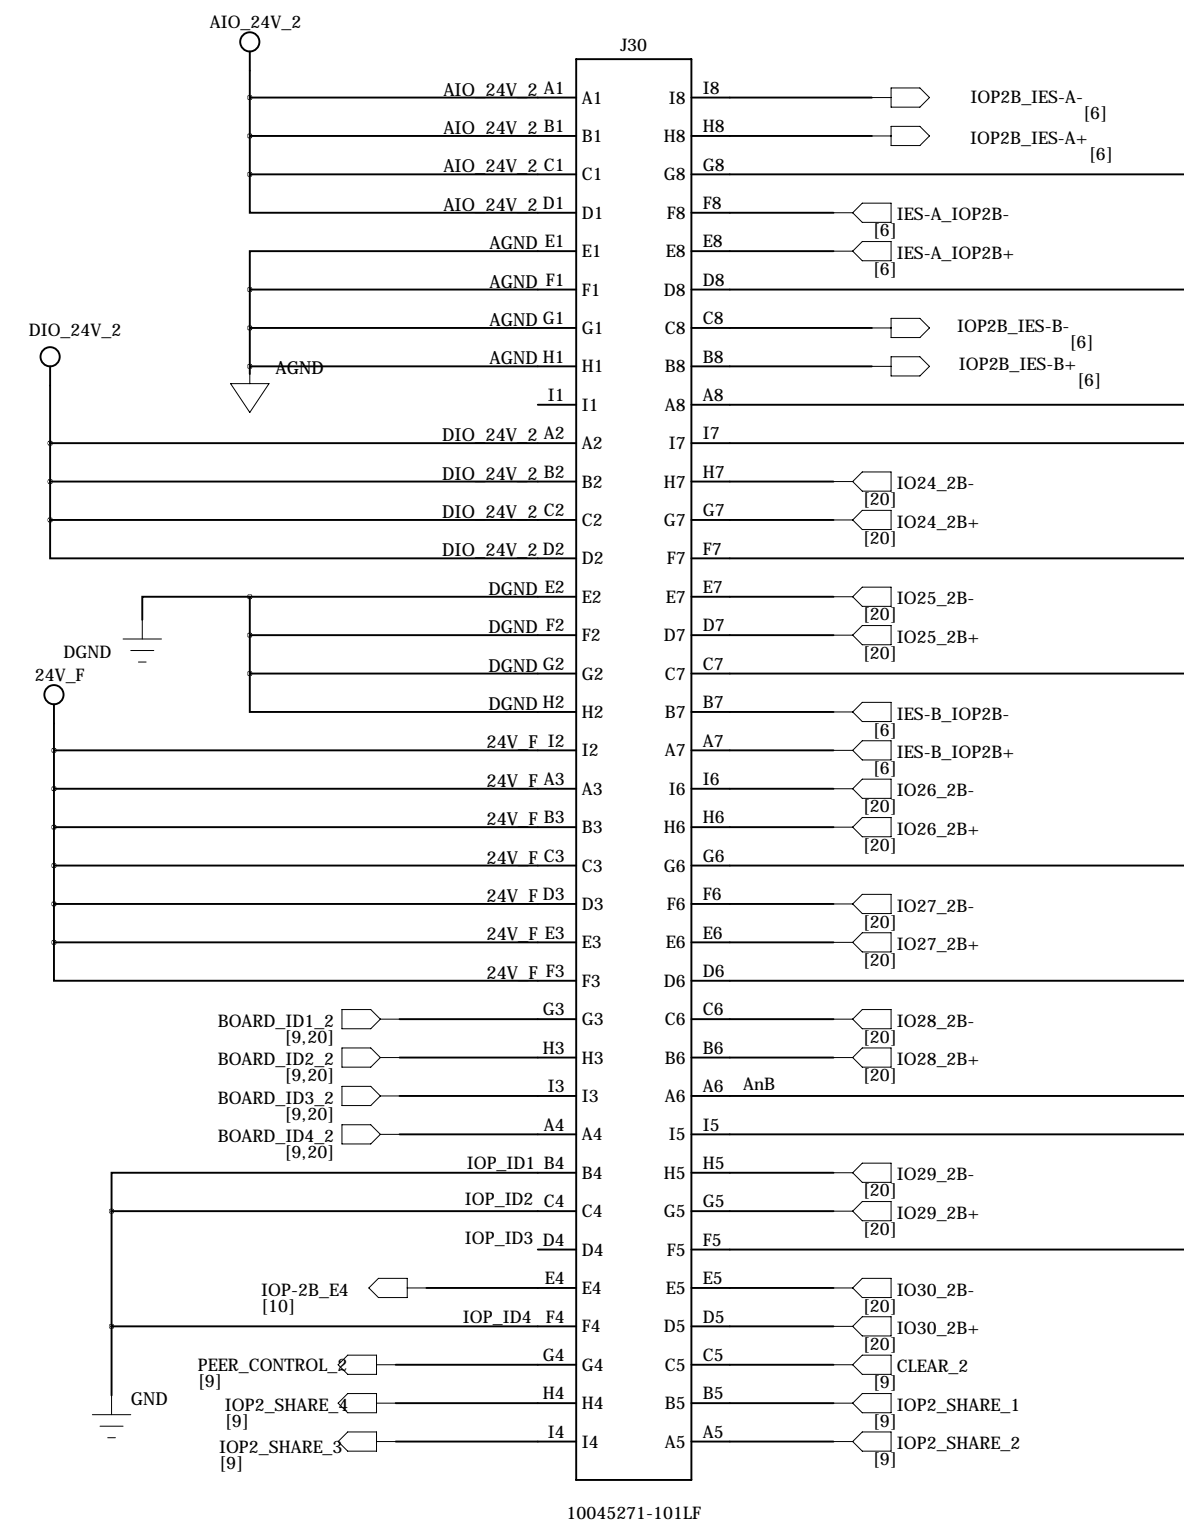 AIO_24V_2
J30
AIO_24V_2 A1 A1 I8 I8 IOP2B_IES-A-
[6]
AIO_24V_2 B1 B1 H8 H8 IOP2B_IES-A+
[6]
AIO_24V_2 C1 C1 G8 G8
AIO_24V_2 D1 D1 F8 F8 IES-A_IOP2B-
[6]
AGND E1 E1 E8 E8 IES-A_IOP2B+
[6]
AGND F1 F1 D8 D8
DIO_24V_2
AGND G1 G1 C8 C8 IOP2B_IES-B-
[6]
AGND
AGND H1 H1 B8 B8 IOP2B_IES-B+
[6]
I1 I1 A8 A8
DIO_24V_2 A2 A2 I7 I7
DIO_24V_2 B2 B2 H7 H7 IO24_2B-
[20]
DIO_24V_2 C2 C2 G7 G7 IO24_2B+
[20]
DIO_24V_2 D2 D2 F7 F7
DGND E2 E2 E7 E7 IO25_2B-
[20]
DGND F2 F2 D7 D7 IO25_2B+
[20]
DGND
24V_F
DGND G2 G2 C7 C7
DGND H2 H2 B7 B7 IES-B_IOP2B-
[6]
24V_F I2 I2 A7 A7 IES-B_IOP2B+
[6]
24V_F A3 A3 I6 I6 IO26_2B-
[20]
24V_F B3 B3 H6 H6 IO26_2B+
[20]
24V_F C3 C3 G6 G6
24V_F D3 D3 F6 F6 IO27_2B-
[20]
24V_F E3 E3 E6 E6 IO27_2B+
[20]
24V_F F3 F3 D6 D6
BOARD_ID1_2 G3 G3 C6 C6 IO28_2B-
[9,20] [20]
BOARD_ID2_2 H3 H3 B6 B6 IO28_2B+
[9,20] [20]
BOARD_ID3_2 I3 I3 A6 A6 AnB
[9,20]
BOARD_ID4_2 A4 A4 I5 I5
[9,20]
IOP_ID1 B4 B4 H5 H5 IO29_2B-
[20]
IOP_ID2 C4 C4 G5 G5 IO29_2B+
[20]
IOP_ID3 D4 D4 F5 F5
IOP-2B_E4 E4 E4 E5 E5 IO30_2B-
[10] [20]
IOP_ID4 F4 F4 D5 D5 IO30_2B+
[20]
PEER_CONTROL_2 G4 G4 C5 C5 CLEAR_2
[9] [9]
GND
IOP2_SHARE_4 H4 H4 B5 B5 IOP2_SHARE_1
[9] [9]
IOP2_SHARE_3 I4 I4 A5 A5 IOP2_SHARE_2
[9] [9]
10045271-101LF